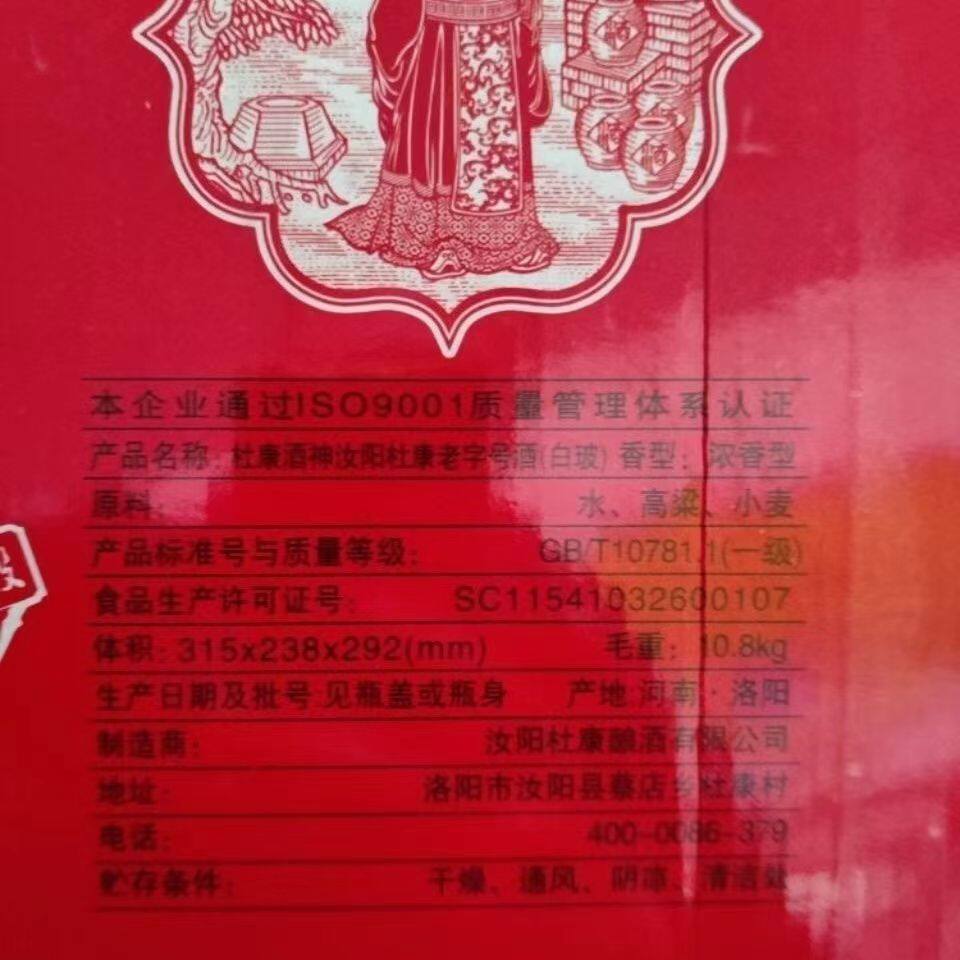 酒
酒
酒
本企业通过ISO9001质量管理体系认证
产品名称：杜康酒神汝阳杜康老字号酒(白玻) 香型：浓香型
原料： 水、高粱、小麦
产品标准号与质量等级： GB/T10781.1(一级)
食品生产许可证号： SC11541032600107
体积：315x238x292(mm) 毛重：10.8kg
生产日期及批号：见瓶盖或瓶身 产地：河南·洛阳
制造商： 汝阳杜康酿酒有限公司
地址： 洛阳市汝阳县蔡店乡杜康村
电话： 400-0086-379
贮存条件： 干燥、通风、阴凉、清洁处